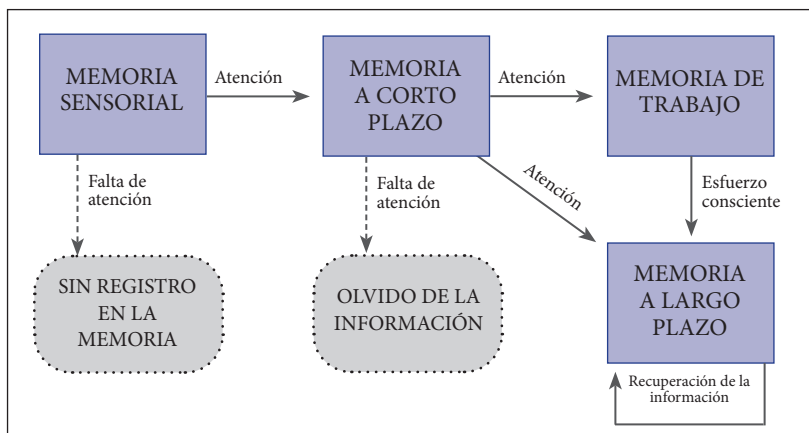 MEMORIA
SENSORIAL
Atención
MEMORIA
A CORTO
PLAZO
Atención
MEMORIA DE
TRABAJO
Falta de
atención
Falta de
atención
Atención
Esfuerzo
consciente
SIN REGISTRO
EN LA
MEMORIA
OLVIDO DE LA
INFORMACIÓN
MEMORIA
A LARGO
PLAZO
Recuperación de la
información